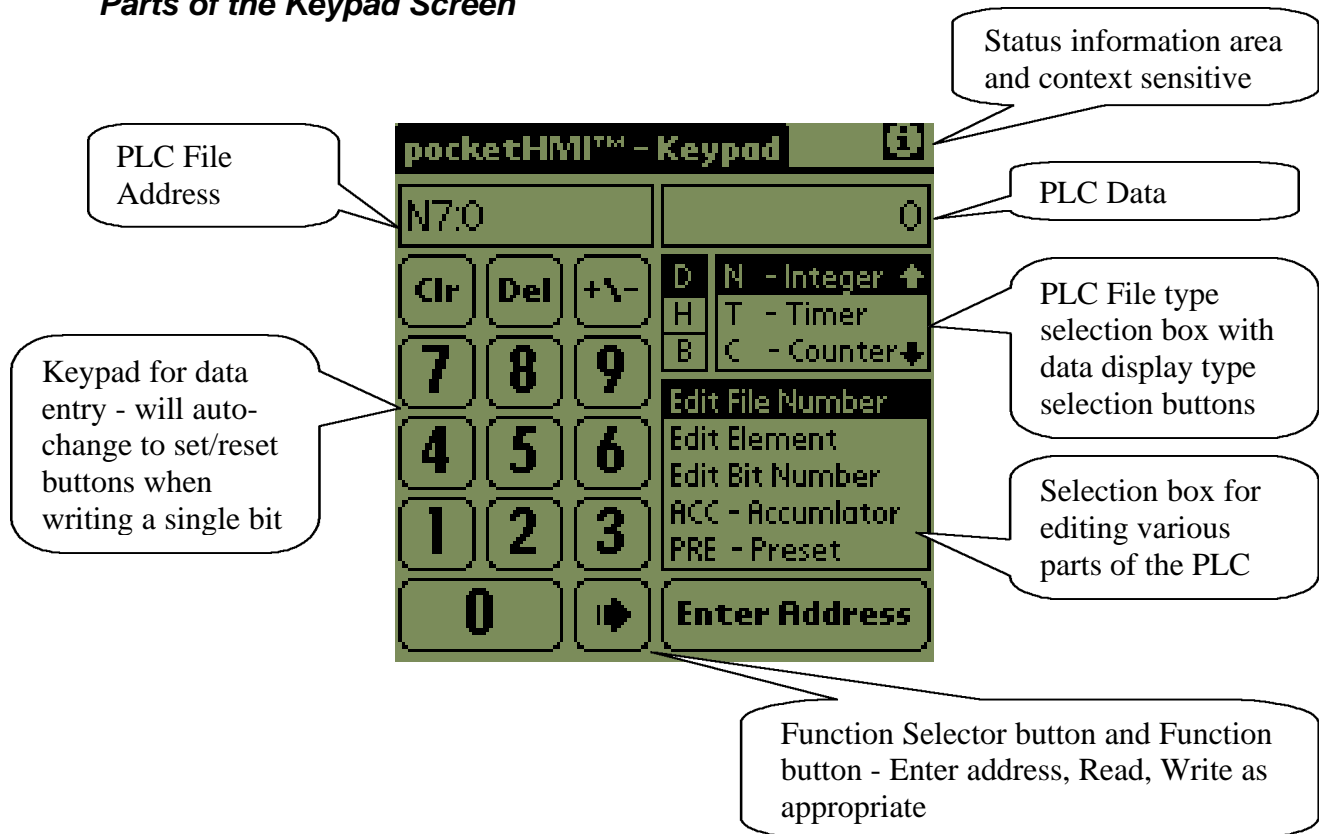 Parts of the Keypad Screen
Status information area
and context sensitive
PLC File
Address
pocketHMI™ - Keypad
i
N7:0
0
PLC Data
Clr Del +\-
D
H
B
N - Integer
T - Timer
C - Counter
PLC File type
selection box with
data display type
selection buttons
Keypad for data
entry - will auto-
change to set/reset
buttons when
writing a single bit
7 8 9
4 5 6
1 2 3
0
Edit File Number
Edit Element
Edit Bit Number
ACC - Accumlator
PRE - Preset
Selection box for
editing various
parts of the PLC
Enter Address
Function Selector button and Function
button - Enter address, Read, Write as
appropriate